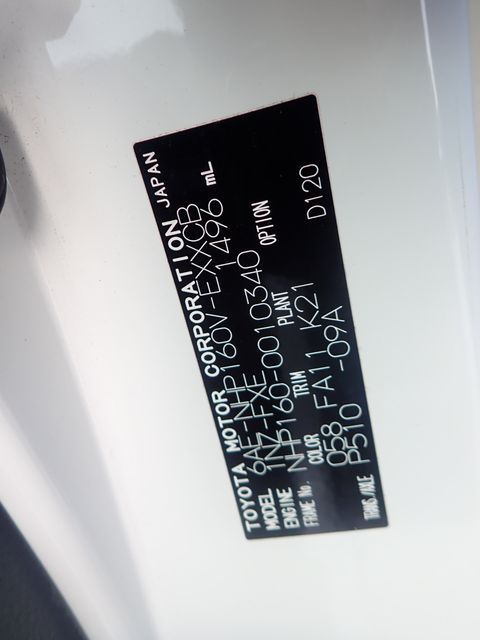 TOYOTA MOTOR CORPORATION JAPAN
MODEL 6AE-NHP160V-EXXCB
ENGINE 1NZ-FXE 1496 mL
FRAME No. NHP160-0010340
COLOR TRIM PLANT OPTION
058 FA11 K21 D120
TRANS/AXLE P510 -09A